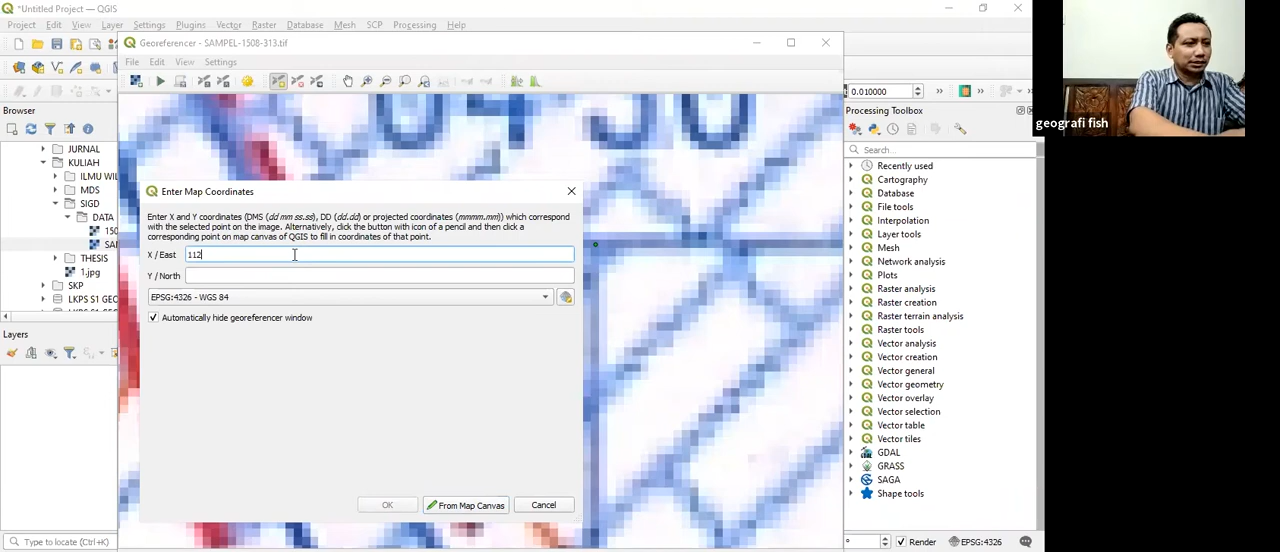 *Untitled Project — QGIS
Project Edit View Layer Settings Plugins Vector Raster Database Mesh SCP Processing Help
Georeferencer - SAMPEL-1508-313.tif
File Edit View Settings
0.010000
Browser
JURNAL
KULIAH
ILMU WIL
MDS
SIGD
DATA
150
SA
THESIS
1.jpg
SKP
LKPS S1 GEO
Layers
Type to locate (Ctrl+K)
Enter Map Coordinates
Enter X and Y coordinates (DMS (dd mm ss.ss), DD (dd.dd) or projected coordinates (mmmm.mm)) which correspond
with the selected point on the image. Alternatively, click the button with icon of a pencil and then click a
corresponding point on map canvas of QGIS to fill in coordinates of that point.
X / East 112
Y / North
EPSG:4326 - WGS 84
Automatically hide georeferencer window
OK From Map Canvas Cancel
Processing Toolbox
Search...
Recently used
Cartography
Database
File tools
Interpolation
Layer tools
Mesh
Network analysis
Plots
Raster analysis
Raster creation
Raster terrain analysis
Raster tools
Vector analysis
Vector creation
Vector general
Vector geometry
Vector overlay
Vector selection
Vector table
Vector tiles
GDAL
GRASS
SAGA
Shape tools
° Render EPSG:4326
geografi fish